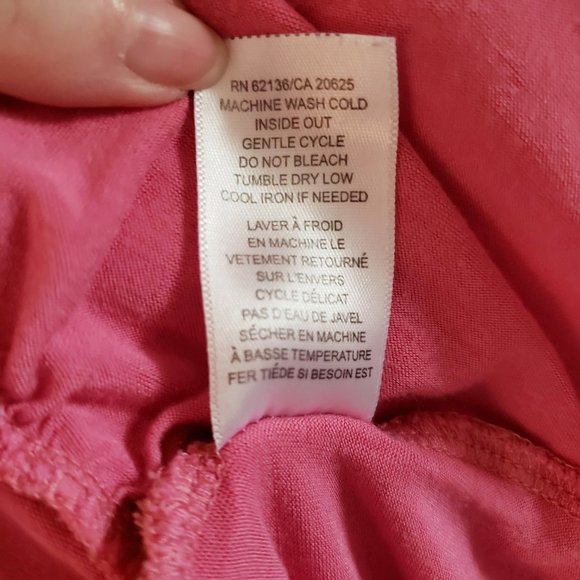 RN 62136/CA 20625
MACHINE WASH COLD
INSIDE OUT
GENTLE CYCLE
DO NOT BLEACH
TUMBLE DRY LOW
COOL IRON IF NEEDED
LAVER À FROID
EN MACHINE LE
VETEMENT RETOURNÉ
SUR L'ENVERS
CYCLE DÉLICAT
PAS D'EAU DE JAVEL
SÉCHER EN MACHINE
À BASSE TEMPERATURE
FER TIÉDE SI BESOIN EST